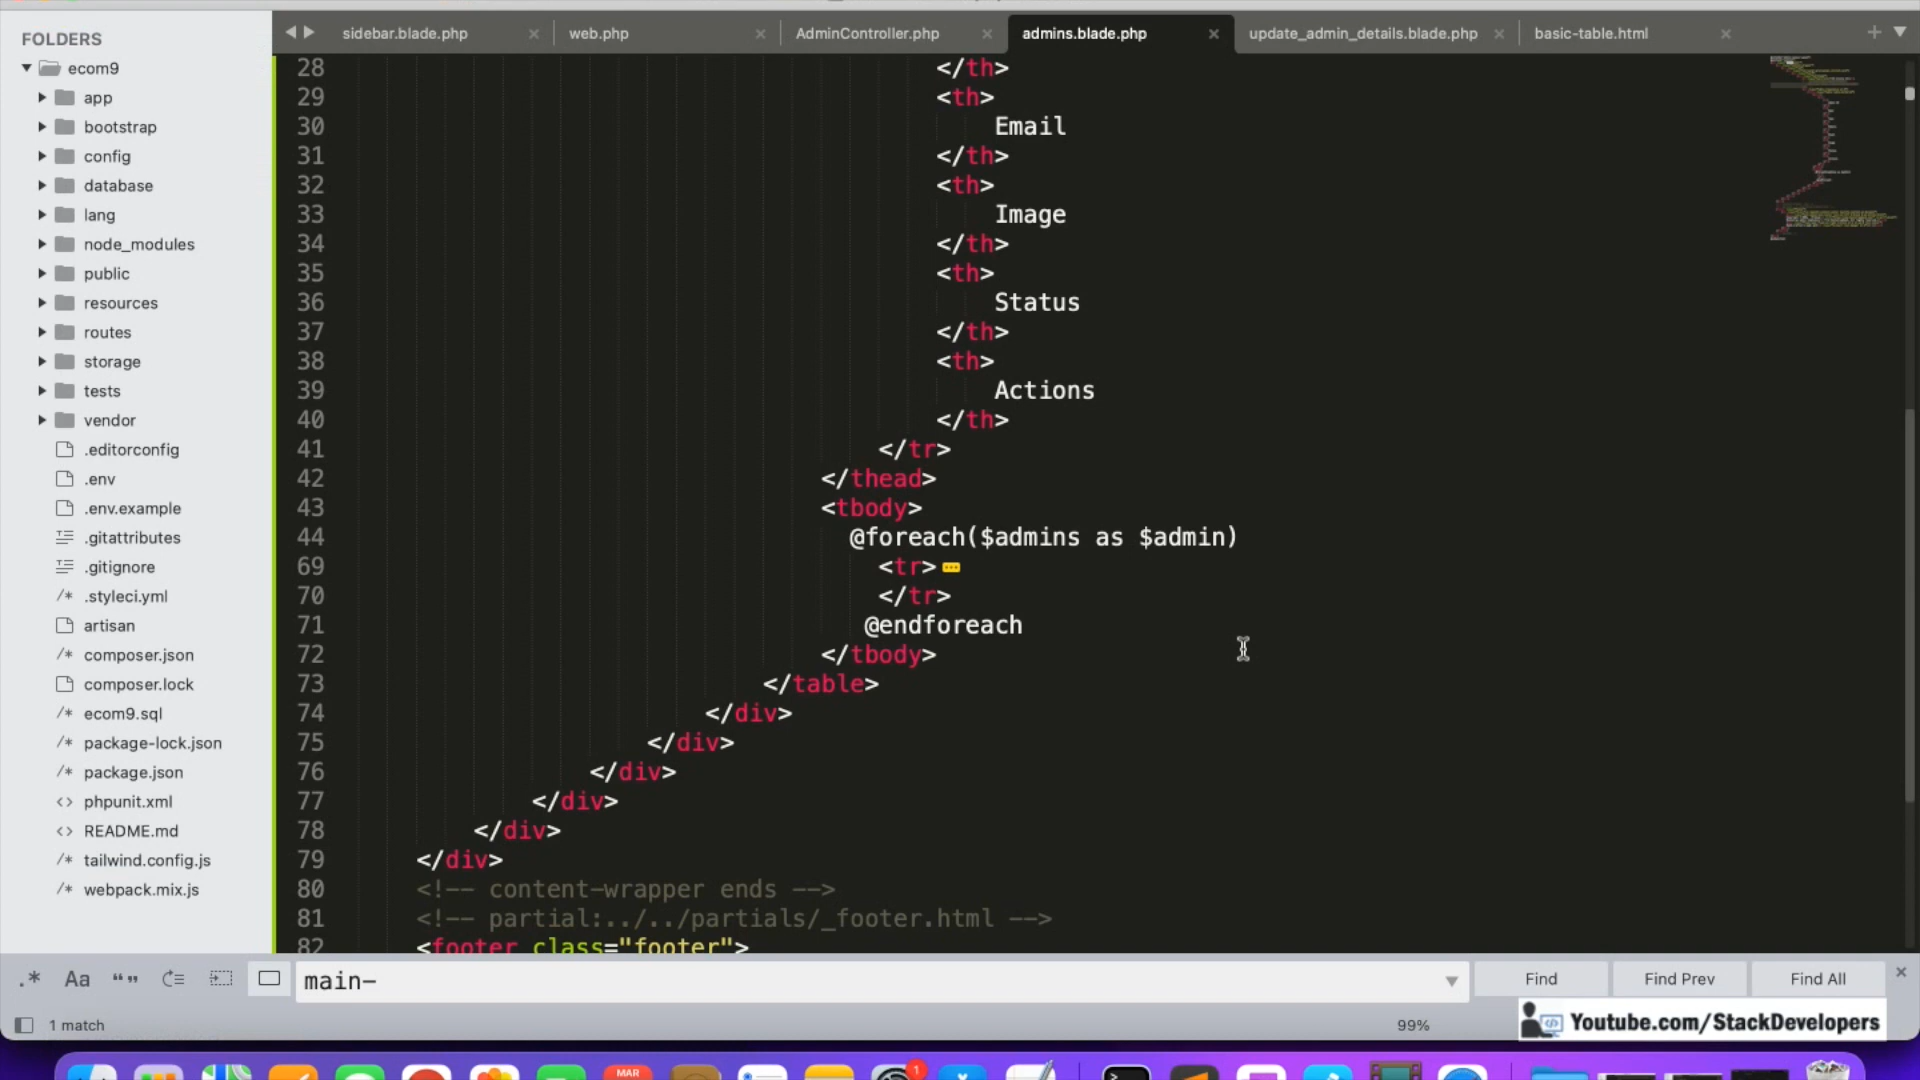 FOLDERS
ecom9
app
bootstrap
config
database
lang
node_modules
public
resources
routes
storage
tests
vendor
.editorconfig
.env
.env.example
.gitattributes
.gitignore
/* .styleci.yml
artisan
/* composer.json
composer.lock
/* ecom9.sql
/* package-lock.json
/* package.json
<> phpunit.xml
<> README.md
/* tailwind.config.js
/* webpack.mix.js
sidebar.blade.php × web.php × AdminController.php × admins.blade.php × update_admin_details.blade.php × basic-table.html ×
28 </th>
29 <th>
30 Email
31 </th>
32 <th>
33 Image
34 </th>
35 <th>
36 Status
37 </th>
38 <th>
39 Actions
40 </th>
41 </tr>
42 </thead>
43 <tbody>
44 @foreach($admins as $admin)
69 <tr>
70 </tr>
71 @endforeach
72 </tbody>
73 </table>
74 </div>
75 </div>
76 </div>
77 </div>
78 </div>
79 </div>
80 <!-- content-wrapper ends -->
81 <!-- partial:../../partials/_footer.html -->
82 <footer class="footer">
.* Aa “” main- Find Find Prev Find All ×
1 match 99%
Youtube.com/StackDevelopers
MAR
1